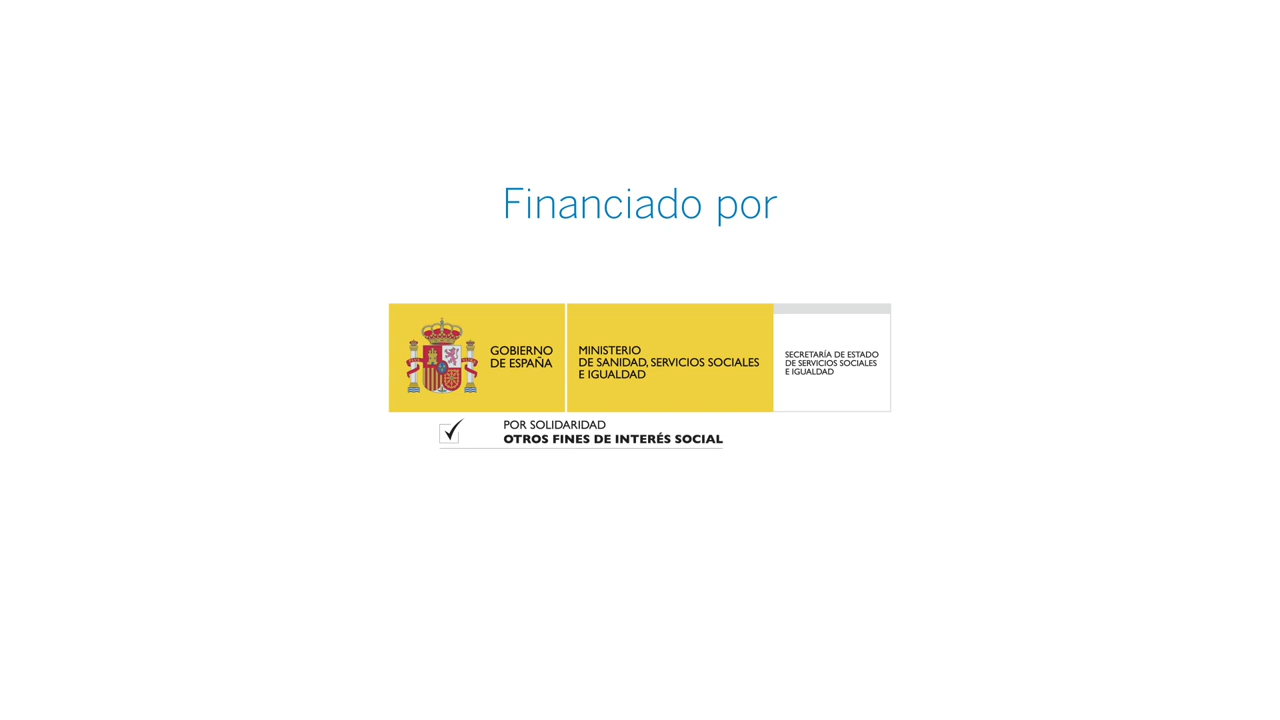 Financiado por
GOBIERNO
DE ESPAÑA
MINISTERIO
DE SANIDAD, SERVICIOS SOCIALES
E IGUALDAD
SECRETARÍA DE ESTADO
DE SERVICIOS SOCIALES
E IGUALDAD
POR SOLIDARIDAD
OTROS FINES DE INTERÉS SOCIAL